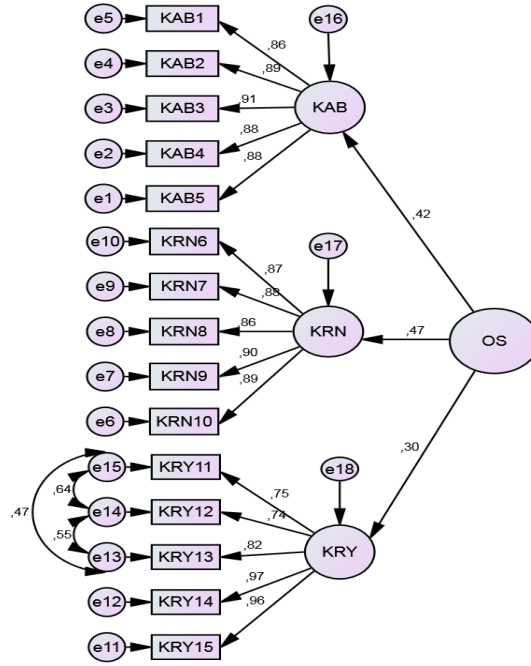 e5 KAB1 e16
,86
e4 KAB2
,89
e3 KAB3 ,91 KAB
,88
e2 KAB4
,88
e1 KAB5
,42
e10 KRN6 e17
,87
e9 KRN7
,88
e8 KRN8 ,86 KRN ,47 OS
,90
e7 KRN9
,89
e6 KRN10
,30
e15 KRY11 e18
,64 ,75
,47 e14 KRY12
,74
,55
e13 KRY13 ,82 KRY
,97
e12 KRY14
,96
e11 KRY15